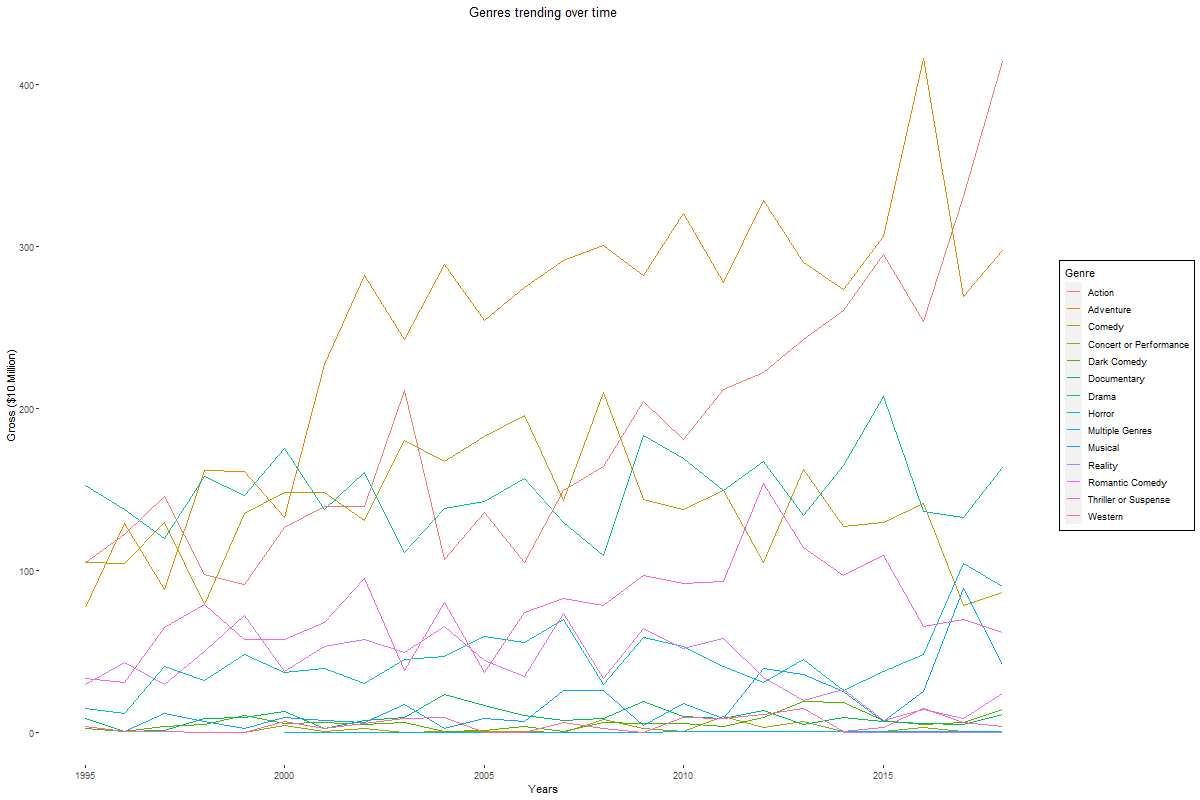 Genres trending over time
Gross ($10 Million)
400
300
200
100
0
1995
2000
2005
2010
2015
Years
Genre
Action
Adventure
Comedy
Concert or Performance
Dark Comedy
Documentary
Drama
Horror
Multiple Genres
Musical
Reality
Romantic Comedy
Thriller or Suspense
Western